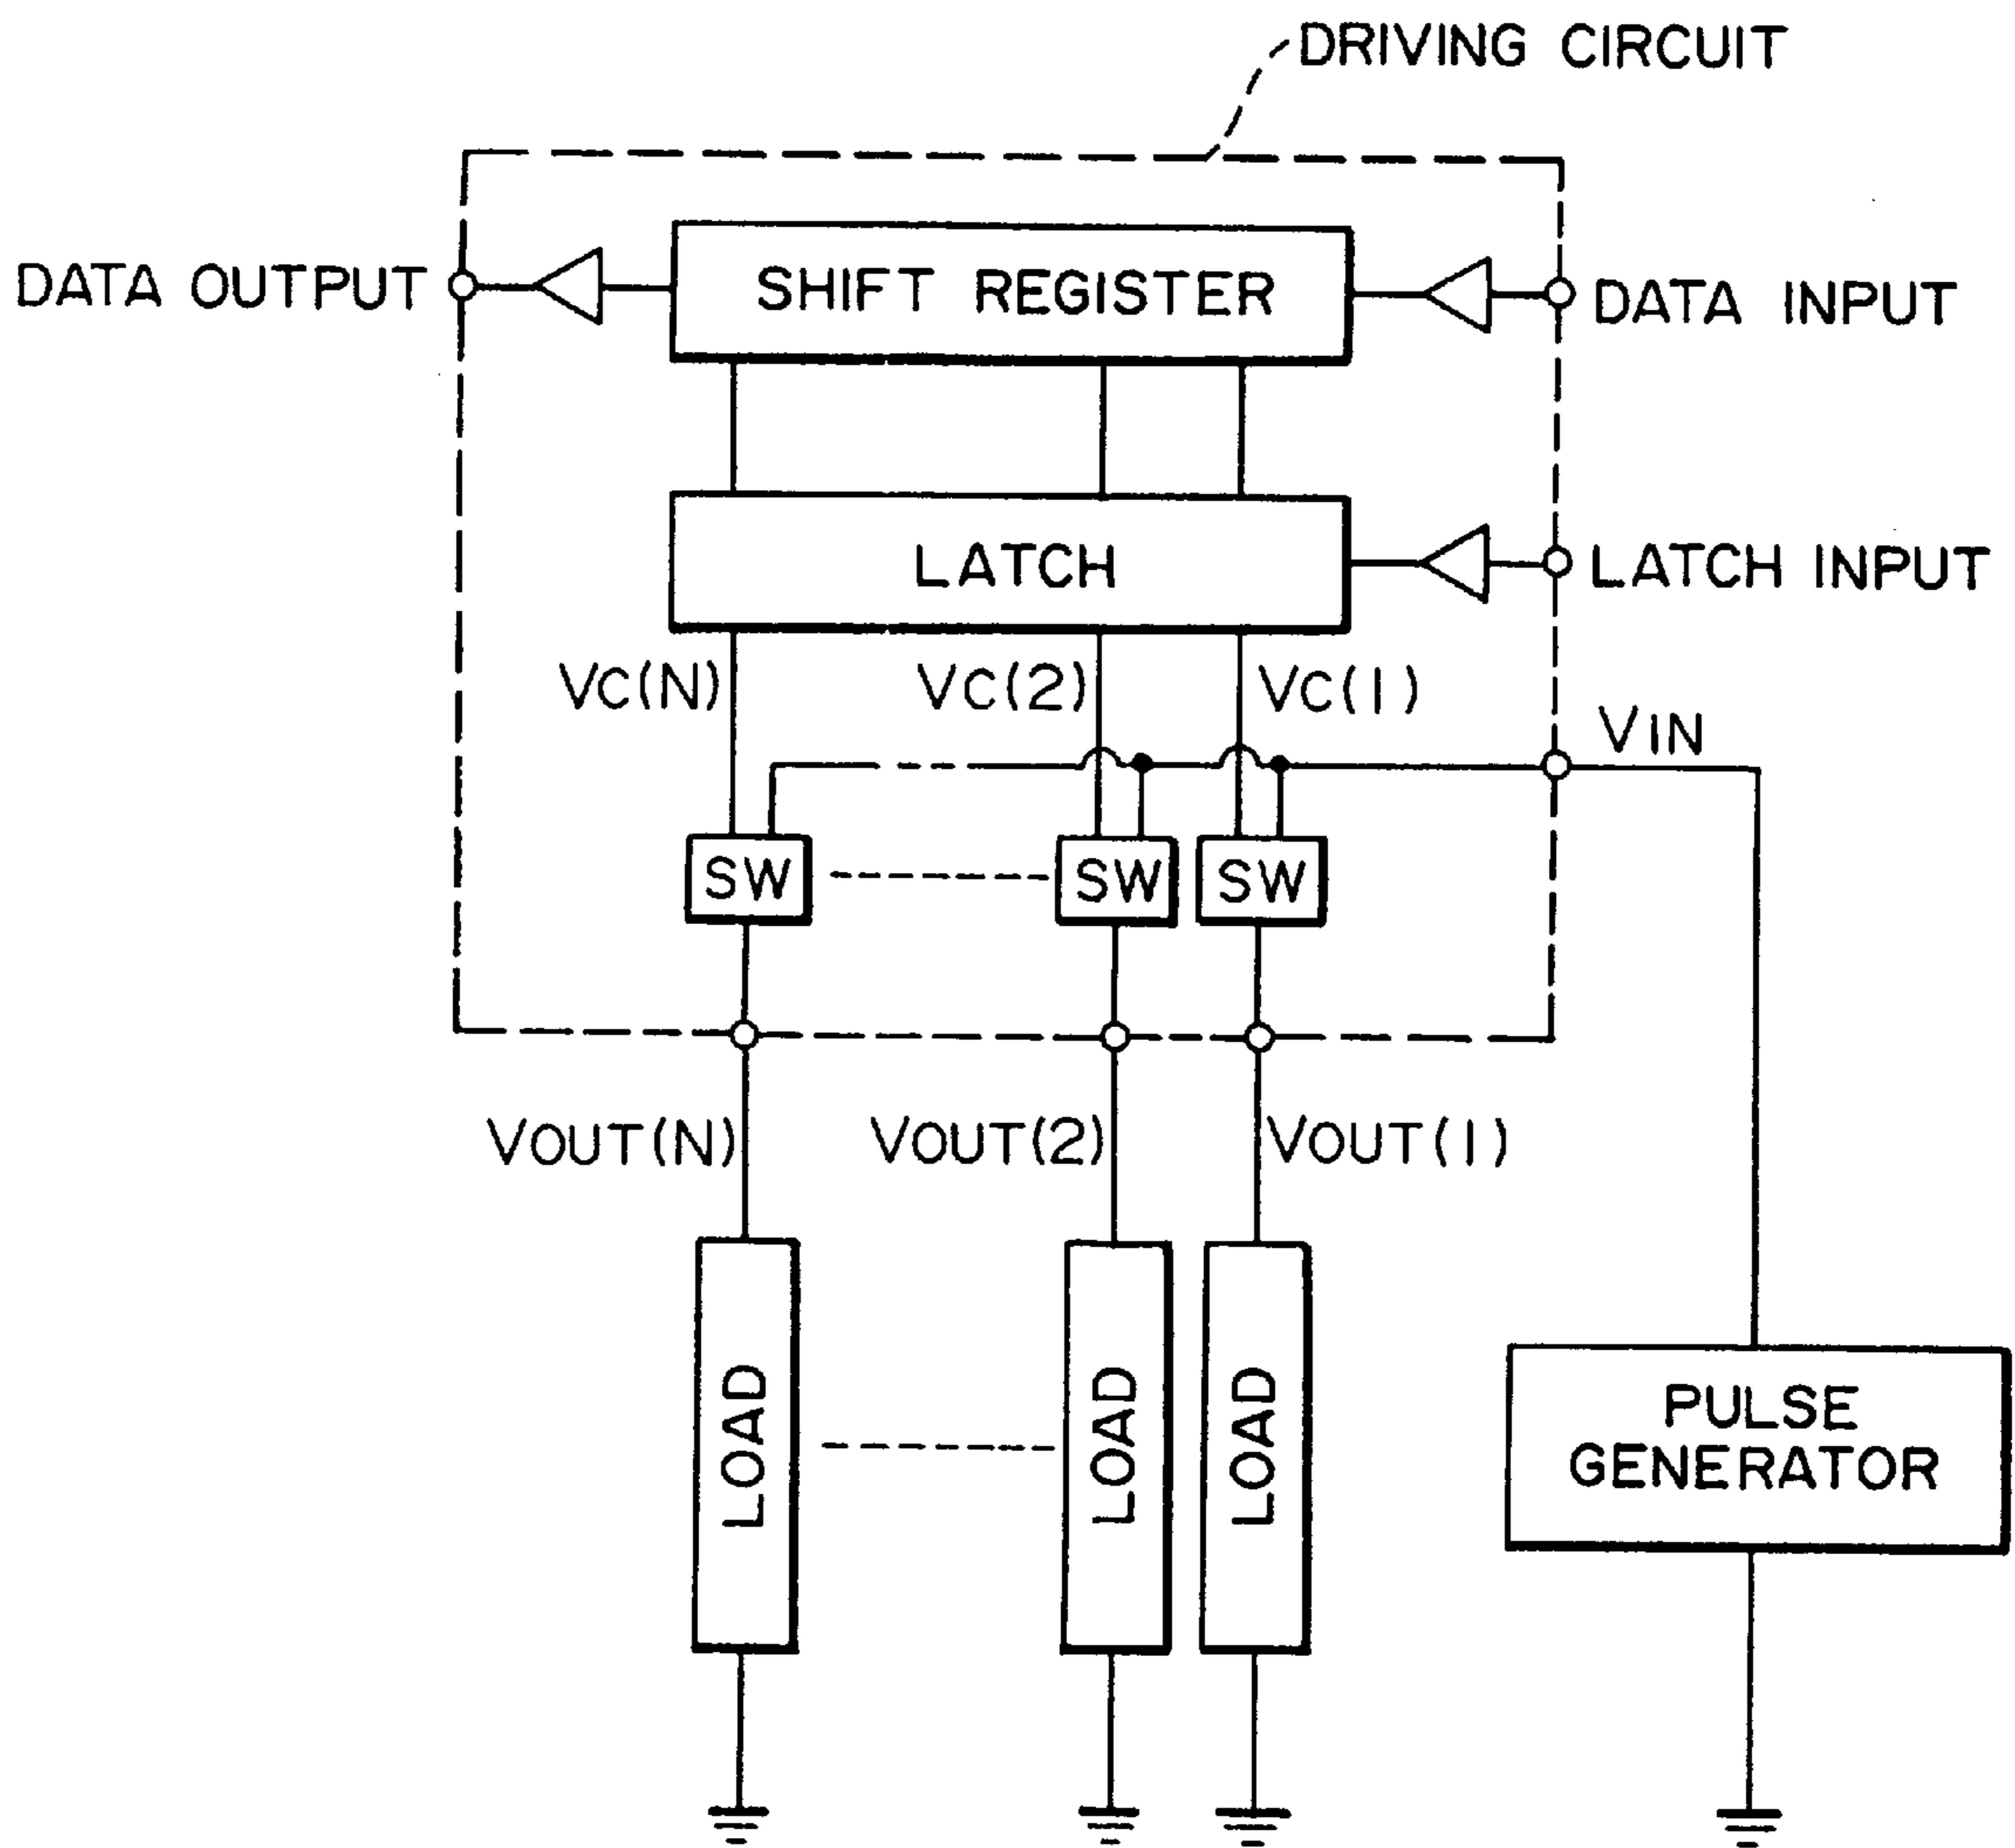 DRIVING CIRCUIT
DATA OUTPUT
SHIFT REGISTER
DATA INPUT
LATCH
LATCH INPUT
VC(N)
VC(2)
VC(1)
VIN
SW
SW
SW
VOUT(N)
VOUT(2)
VOUT(1)
LOAD
LOAD
LOAD
PULSE
GENERATOR